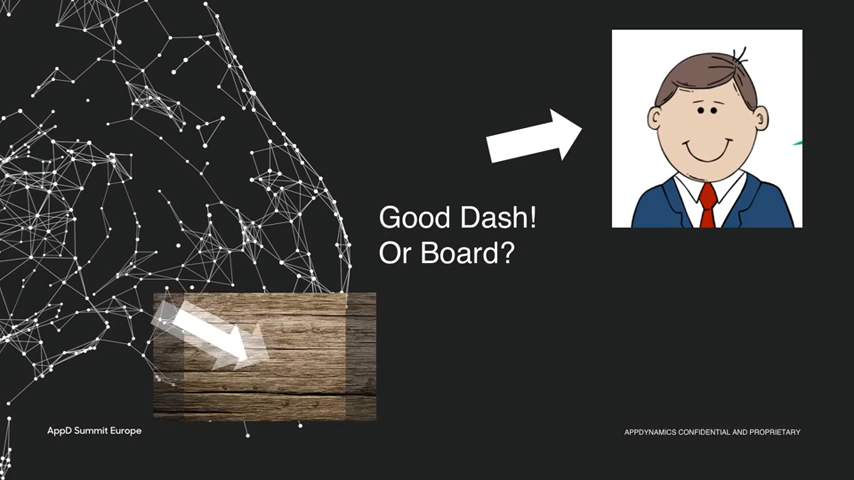 Good Dash!
Or Board?
AppD Summit Europe
APPDYNAMICS CONFIDENTIAL AND PROPRIETARY